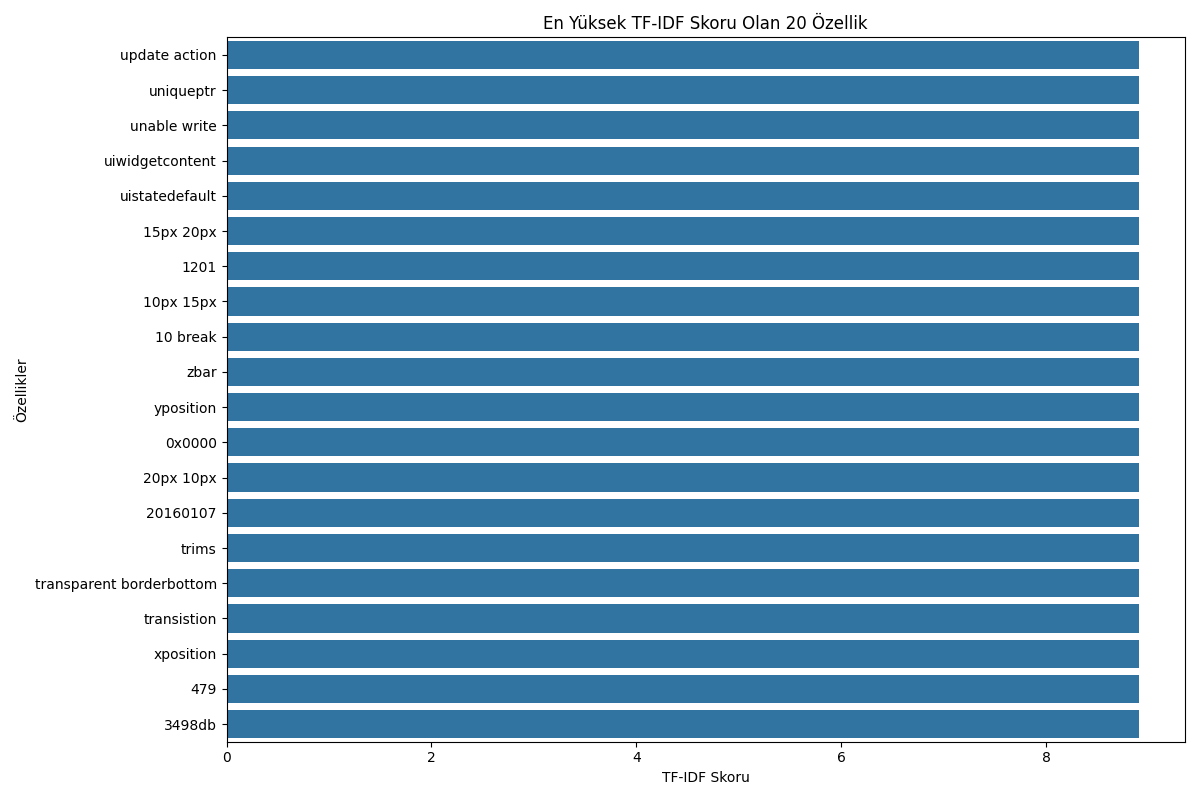 En Yüksek TF-IDF Skoru Olan 20 Özellik
Özellikler
update action
uniqueptr
unable write
uiwidgetcontent
uistatedefault
15px 20px
1201
10px 15px
10 break
zbar
yposition
0x0000
20px 10px
20160107
trims
transparent borderbottom
transistion
xposition
479
3498db
0 2 4 6 8
TF-IDF Skoru